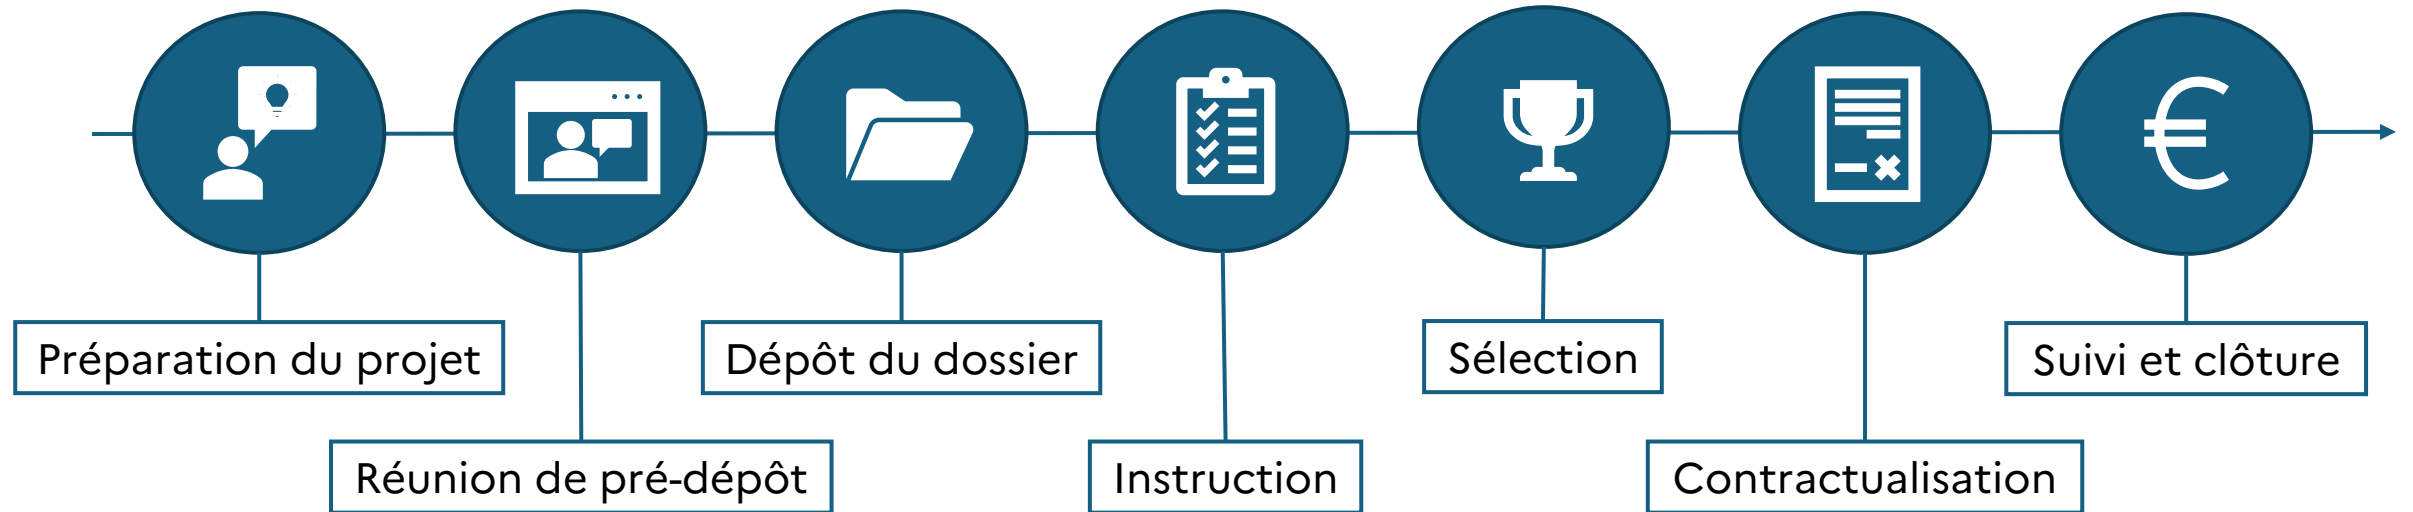 Préparation du projet
Réunion de pré-dépôt
Dépôt du dossier
Instruction
Sélection
Contractualisation
Suivi et clôture